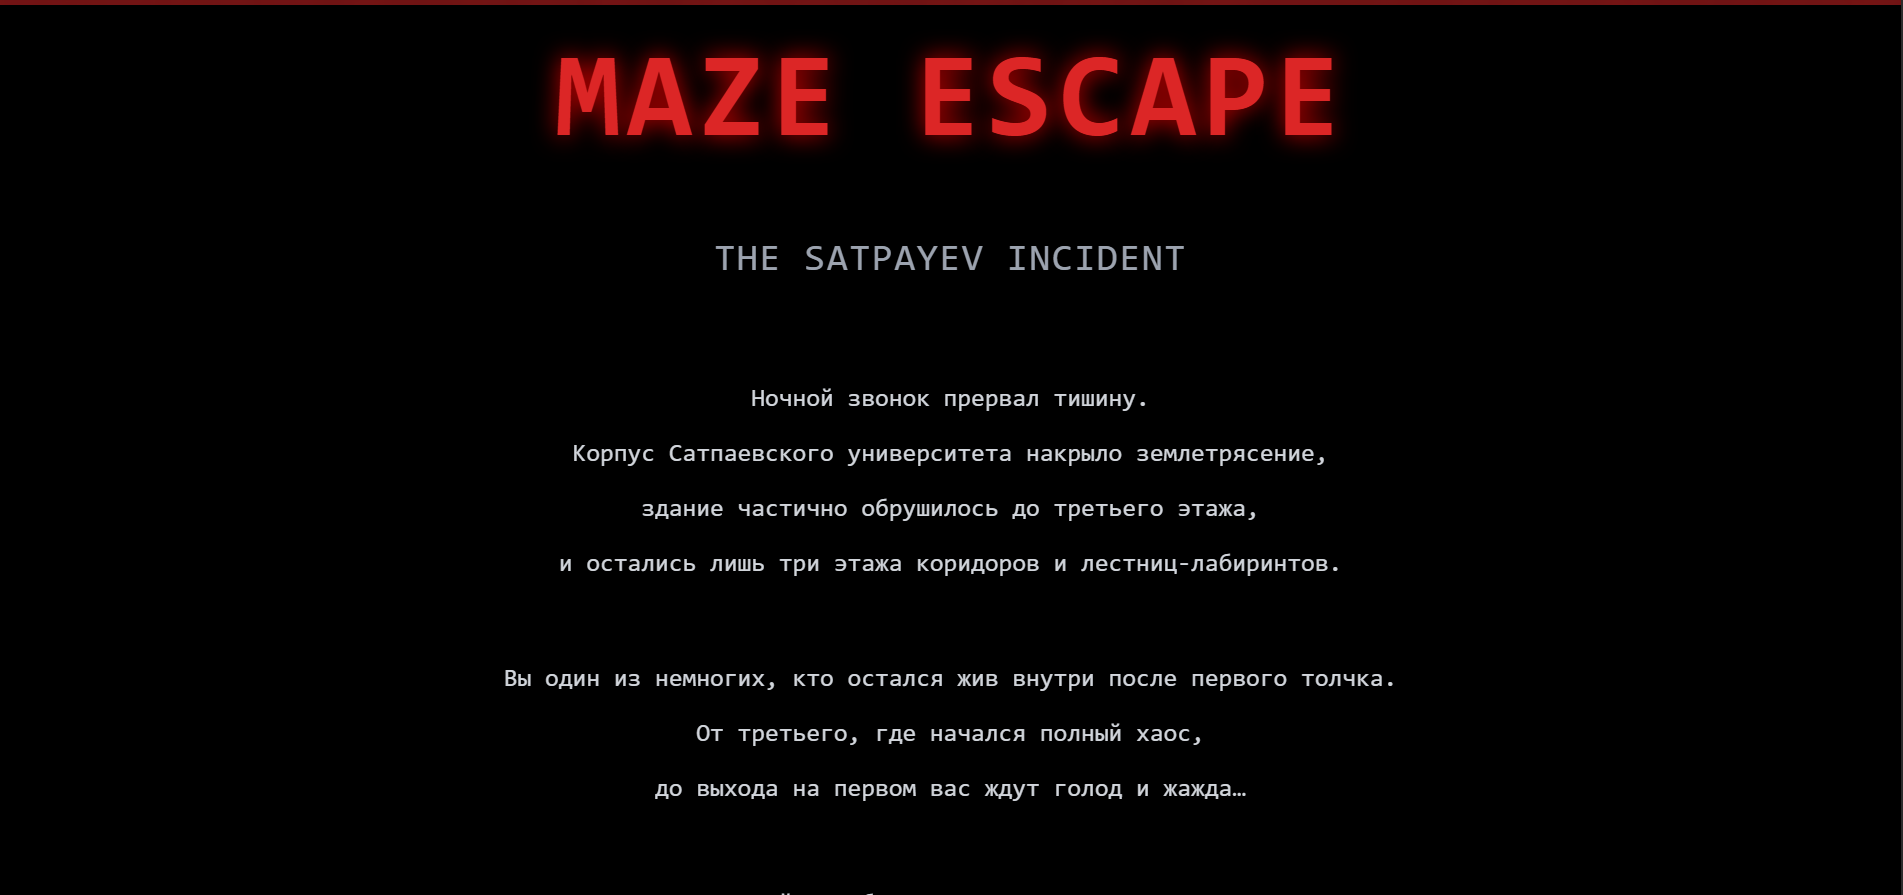 MAZE ESCAPE
THE SATPAYEV INCIDENT
Ночной звонок прервал тишину.
Корпус Сатпаевского университета накрыло землетрясение,
здание частично обрушилось до третьего этажа,
и остались лишь три этажа коридоров и лестниц-лабиринтов.
Вы один из немногих, кто остался жив внутри после первого толчка.
От третьего, где начался полный хаос,
до выхода на первом вас ждут голод и жажда…